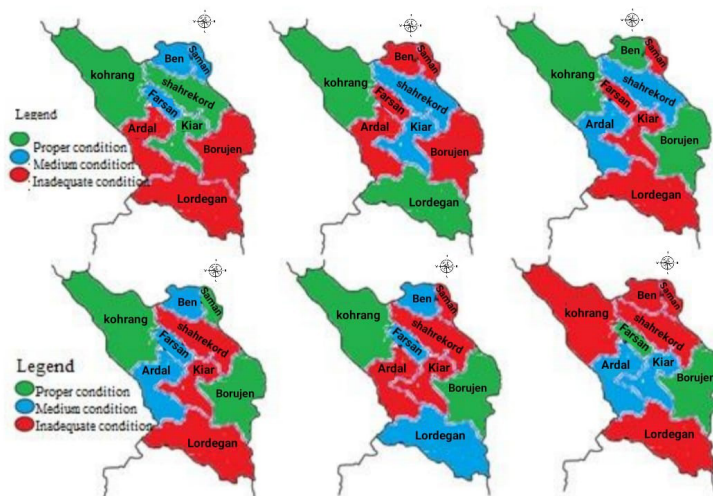 Legend
Proper condition
Medium condition
Inadequate condition
kohrang
Ben
Saman
shahrekord
Farsan
Kiar
Ardal
Borujen
Lordegan
kohrang
Ben
Saman
shahrekord
Farsan
Kiar
Ardal
Borujen
Lordegan
kohrang
Ben
Saman
shahrekord
Farsan
Kiar
Ardal
Borujen
Lordegan
Legend
Proper condition
Medium condition
Inadequate condition
kohrang
Ben
Saman
shahrekord
Farsan
Kiar
Ardal
Borujen
Lordegan
kohrang
Ben
Saman
shahrekord
Farsan
Kiar
Ardal
Borujen
Lordegan
kohrang
Ben
Saman
shahrekord
Farsan
Kiar
Ardal
Borujen
Lordegan